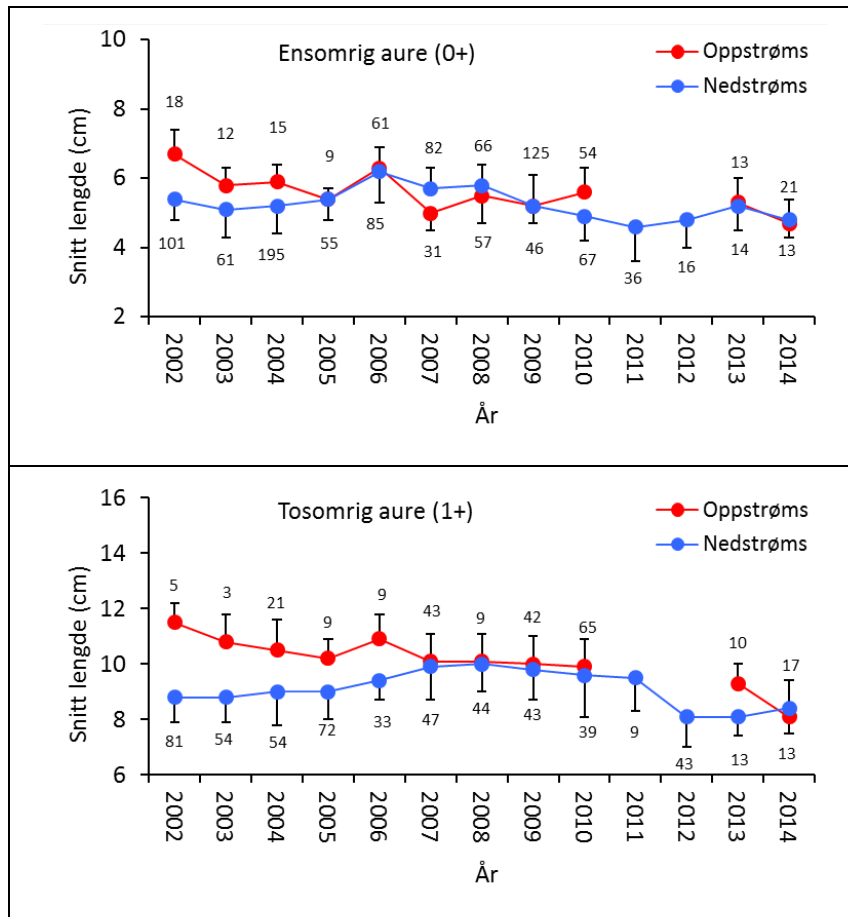 Ensomrig aure (0+)
Oppstrøms
Nedstrøms
Snitt lengde (cm)
10
8
6
4
2
18 12 15 9 61 82 66 125 54 13 21
101 61 195 55 85 31 57 46 67 36 16 14 13
2002 2003 2004 2005 2006 2007 2008 2009 2010 2011 2012 2013 2014
År
Tosomrig aure (1+)
Oppstrøms
Nedstrøms
Snitt lengde (cm)
16
14
12
10
8
6
5 3 21 9 9 43 9 42 65 10 17
81 54 54 72 33 47 44 43 39 9 43 13 13
2002 2003 2004 2005 2006 2007 2008 2009 2010 2011 2012 2013 2014
År